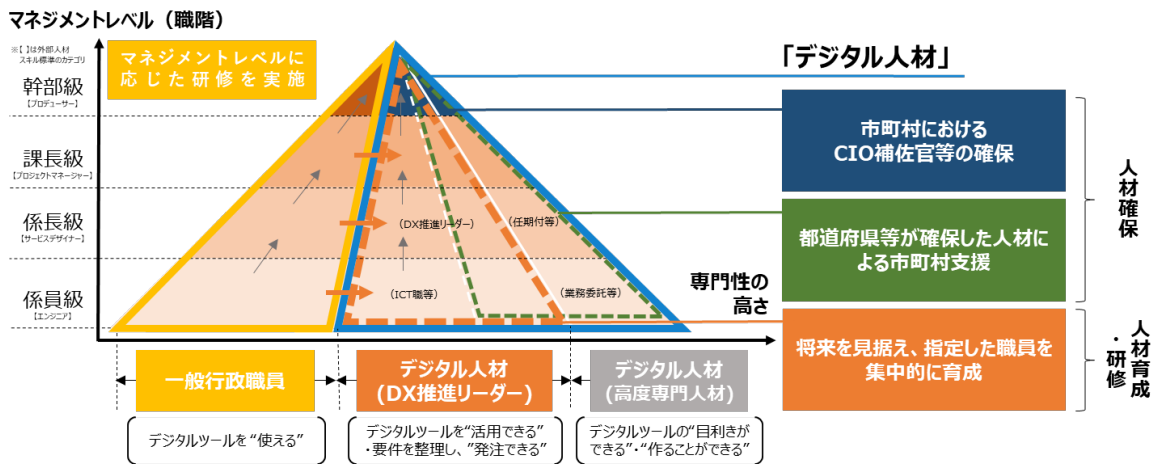 マネジメントレベル（職階）
※【 】は外部人材
スキル標準のカテゴリ
マネジメントレベルに
応じた研修を実施
「デジタル人材」
幹部級
【プロデューサー】
課長級
【プロジェクトマネージャー】
係長級
【サービスデザイナー】
係員級
【エンジニア】
（DX推進リーダー）
（任期付等）
（ICT職等）
（業務委託等）
専門性の
高さ
市町村における
CIO補佐官等の確保
都道府県等が確保した人材に
よる市町村支援
将来を見据え、指定した職員を
集中的に育成
人材確保
人材育成
・研修
一般行政職員
デジタル人材
(DX推進リーダー)
デジタル人材
(高度専門人材)
デジタルツールを“使える”
デジタルツールを“活用できる”
・要件を整理し、”発注できる”
デジタルツールの“目利きが
できる”・“作ることができる”